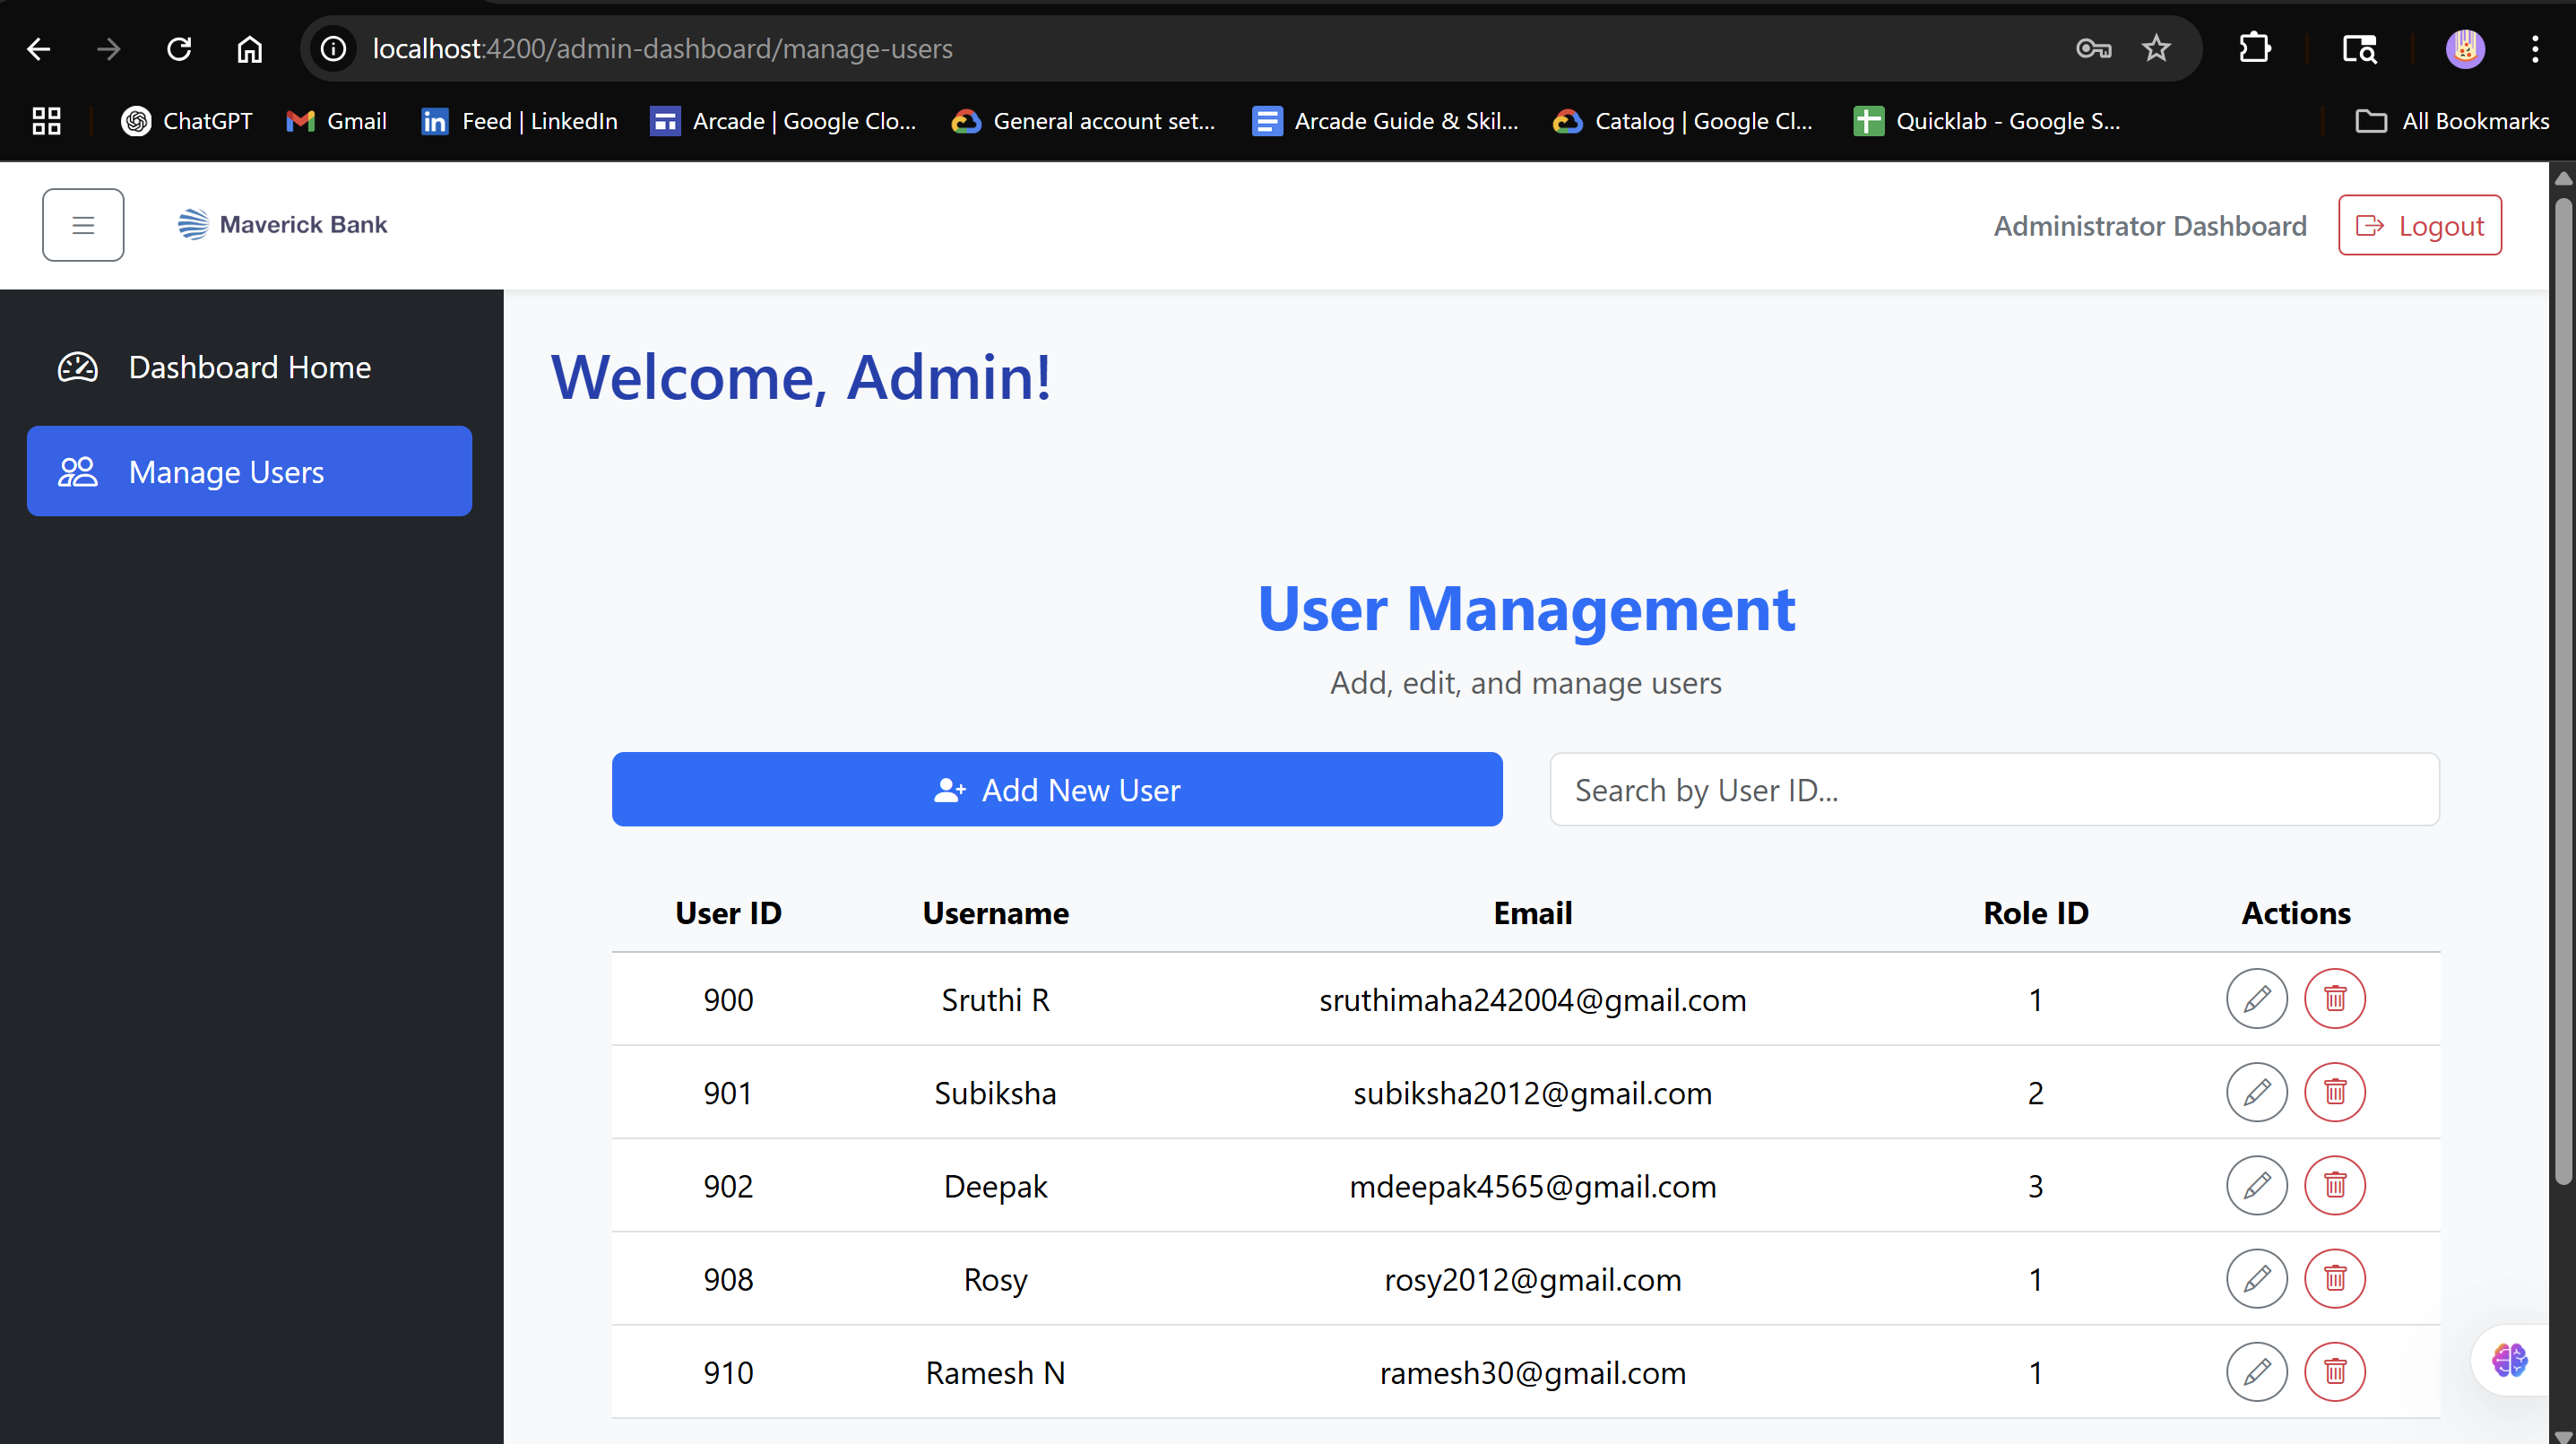 localhost:4200/admin-dashboard/manage-users
ChatGPT
Gmail
Feed | LinkedIn
Arcade | Google Clo...
General account set...
Arcade Guide & Skil...
Catalog | Google Cl...
Quicklab - Google S...
All Bookmarks
Maverick Bank
Administrator Dashboard
Logout
Dashboard Home
Manage Users
Welcome, Admin!
User Management
Add, edit, and manage users
Add New User
Search by User ID...
User ID Username Email Role ID Actions
900 Sruthi R sruthimaha242004@gmail.com 1
901 Subiksha subiksha2012@gmail.com 2
902 Deepak mdeepak4565@gmail.com 3
908 Rosy rosy2012@gmail.com 1
910 Ramesh N ramesh30@gmail.com 1